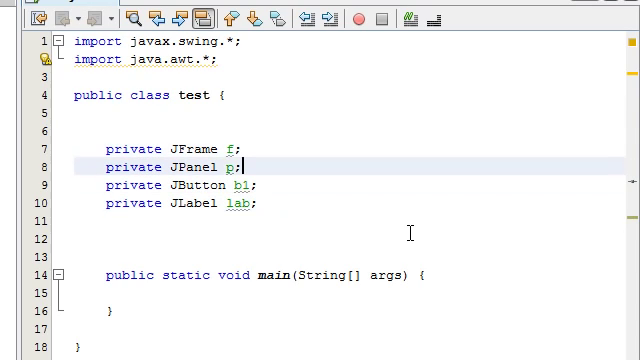 1 import javax.swing.*;
import java.awt.*;
3
4 public class test {
5
6
7 private JFrame f;
8 private JPanel p;
9 private JButton b1;
10 private JLabel lab;
11
12
13
14 public static void main(String[] args) {
15
16 }
17
18 }